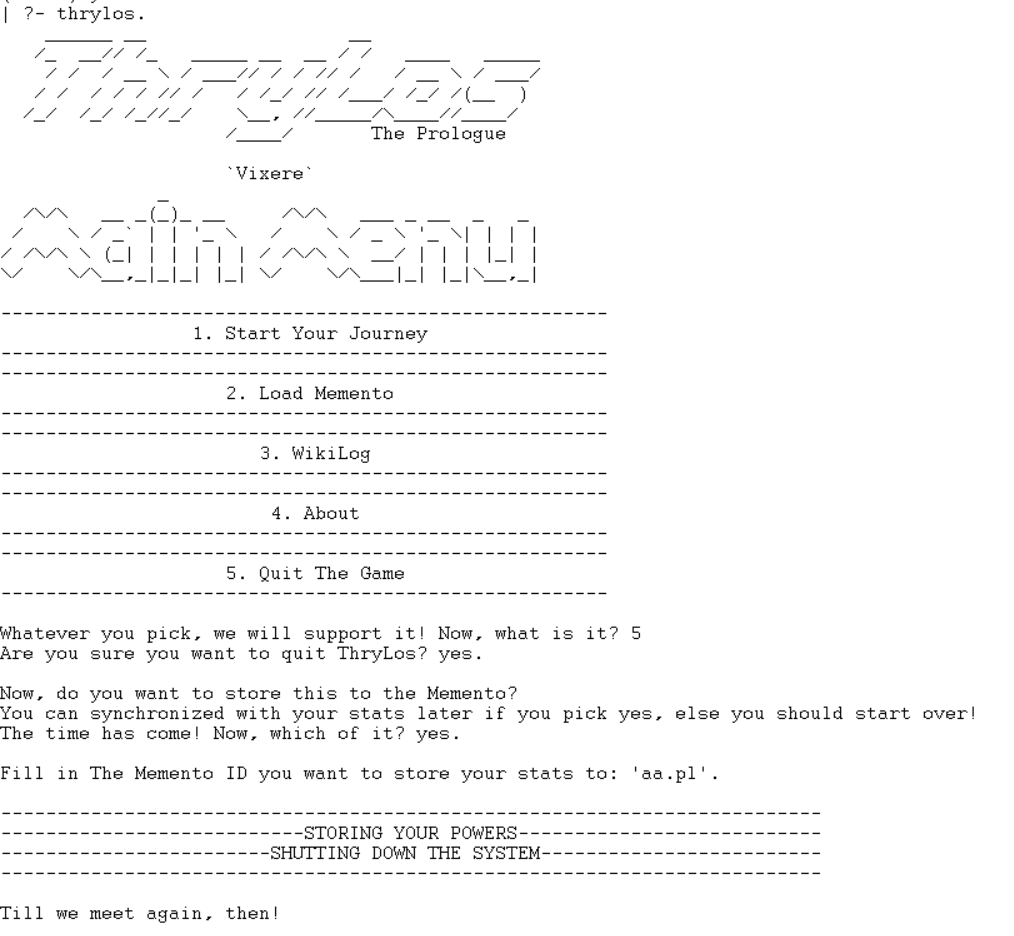 | ?- thrylos.
ThryLos
The Prologue
`Vixere`
Main Menu
------------------------------------------------------
1. Start Your Journey
------------------------------------------------------
------------------------------------------------------
2. Load Memento
------------------------------------------------------
------------------------------------------------------
3. WikiLog
------------------------------------------------------
------------------------------------------------------
4. About
------------------------------------------------------
------------------------------------------------------
5. Quit The Game
------------------------------------------------------
Whatever you pick, we will support it! Now, what is it? 5
Are you sure you want to quit ThryLos? yes.
Now, do you want to store this to the Memento?
You can synchronized with your stats later if you pick yes, else you should start over!
The time has come! Now, which of it? yes.
Fill in The Memento ID you want to store your stats to: 'aa.pl'.
-------------------------------------------------------------------------
---------------------------STORING YOUR POWERS---------------------------
------------------------SHUTTING DOWN THE SYSTEM-------------------------
-------------------------------------------------------------------------
Till we meet again, then!